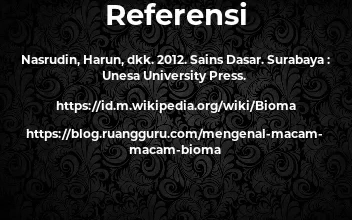 Referensi
Nasrudin, Harun, dkk. 2012. Sains Dasar. Surabaya :
Unesa University Press.
https://id.m.wikipedia.org/wiki/Bioma
https://blog.ruangguru.com/mengenal-macam-
macam-bioma